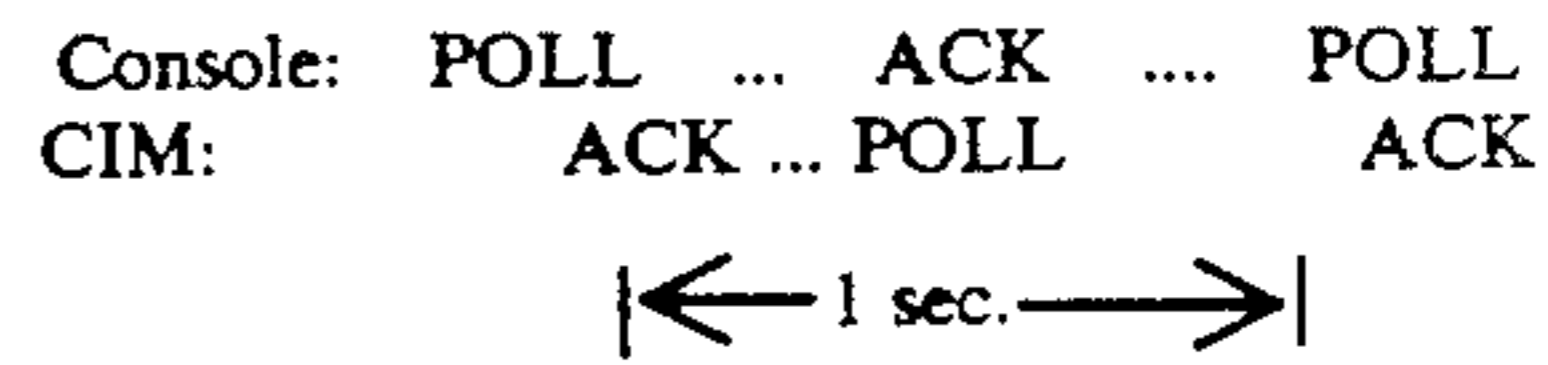 Console: POLL ... ACK .... POLL
CIM: ACK ... POLL ACK
1 sec.